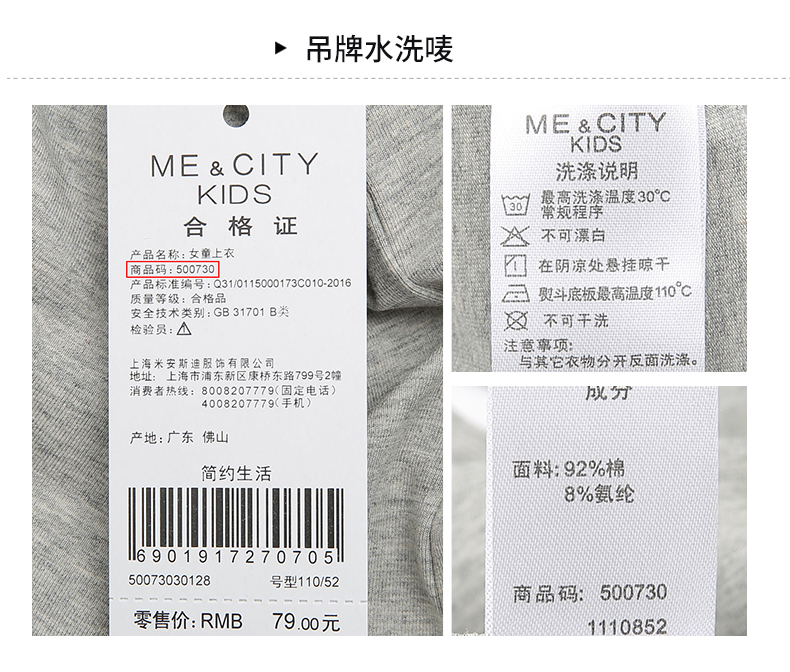 吊牌水洗唛
ME & CITY
KIDS
合格证
产品名称: 女童上衣
商品码: 500730
产品标准编号: Q31/0115000173C010-2016
质量等级: 合格品
安全技术类别: GB 31701 B类
检验员:
上海米安斯迪服饰有限公司
地址: 上海市浦东新区康桥东路799号2幢
消费者热线: 8008207779(固定电话)
4008207779(手机)
产地: 广东 佛山
简约生活
6901917270705
50073030128 号型110/52
零售价: RMB 79.00元
ME & CITY
KIDS
洗涤说明
30
最高洗涤温度30°C
常规程序
不可漂白
在阴凉处悬挂晾干
熨斗底板最高温度110°C
不可干洗
注意事项:
与其它衣物分开反面洗涤。
成分
面料: 92%棉
8%氨纶
商品码: 500730
1110852